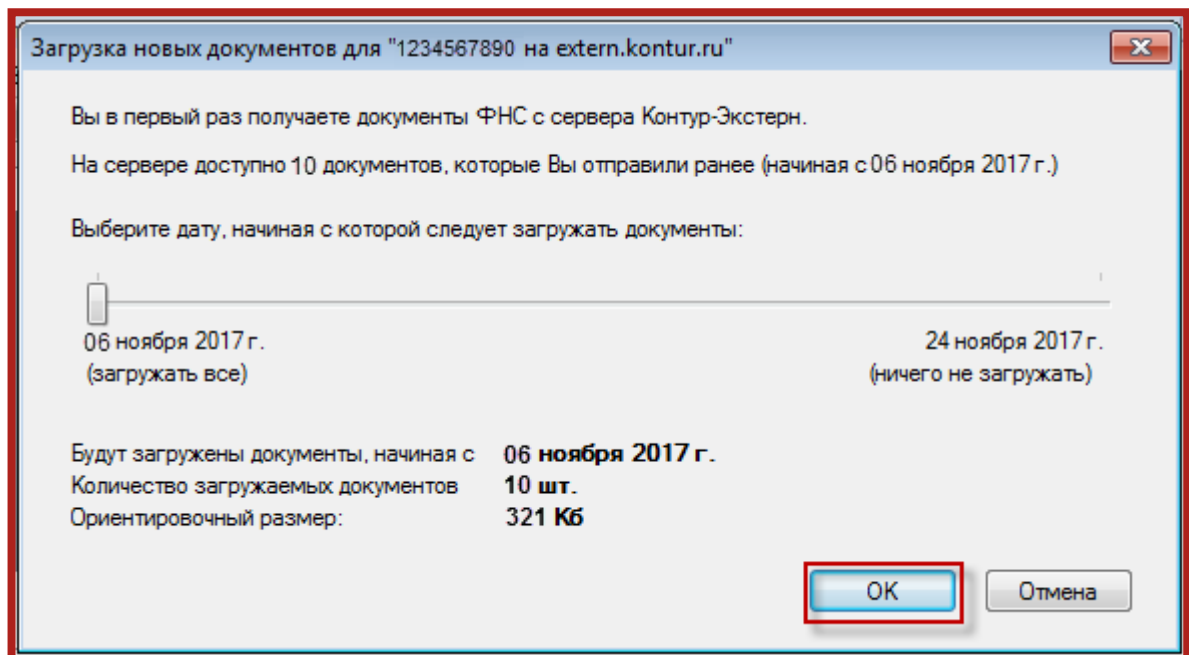 Загрузка новых документов для "1234567890 на extern.kontur.ru"
Вы в первый раз получаете документы ФНС с сервера Контур-Экстерн.
На сервере доступно 10 документов, которые Вы отправили ранее (начиная с 06 ноября 2017 г.)
Выберите дату, начиная с которой следует загружать документы:
06 ноября 2017 г. 24 ноября 2017 г.
(загружать все) (ничего не загружать)
Будут загружены документы, начиная с 06 ноября 2017 г.
Количество загружаемых документов 10 шт.
Ориентировочный размер: 321 Кб
OK Отмена